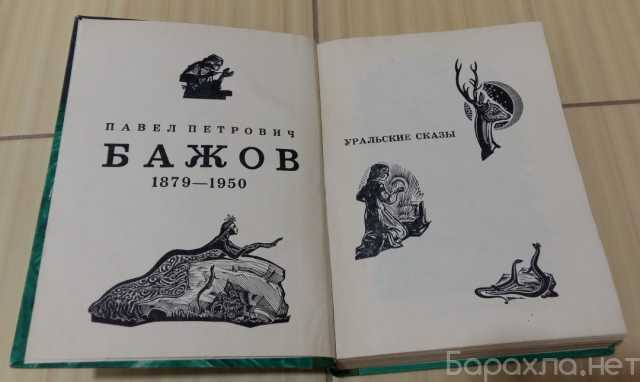 ПАВЕЛ ПЕТРОВИЧ
БАЖОВ
1879—1950
УРАЛЬСКИЕ СКАЗЫ
Барахла.нет